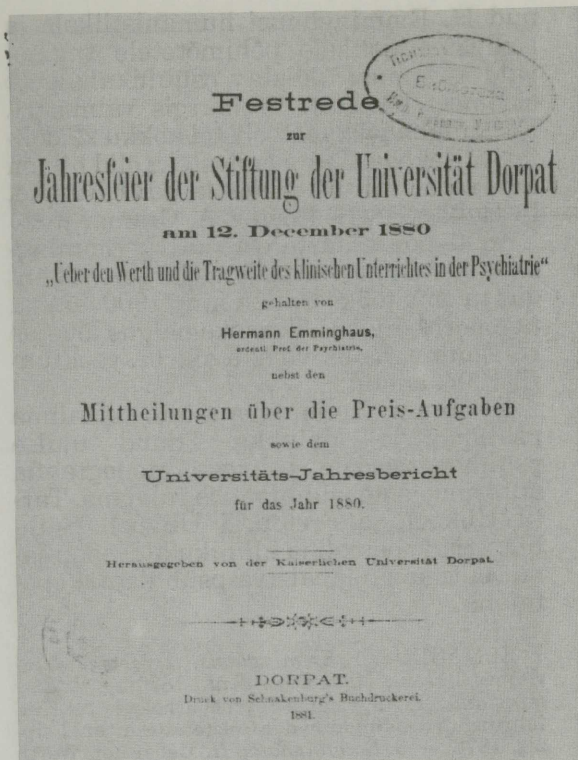 Festrede
zur
Jahresfeier der Stiftung der Universität Dorpat
am 12. December 1880
„Ueber den Werth und die Tragweite des klinischen Unterrichtes in der Psychiatrie“
gehalten von
Hermann Emminghaus,
ordentl. Prof. der Psychiatrie,
nebst den
Mittheilungen über die Preis-Aufgaben
sowie dem
Universitäts-Jahresbericht
für das Jahr 1880.
Herausgegeben von der Kaiserlichen Universität Dorpat.
DORPAT.
Druck von Schnakenburg's Buchdruckerei.
1881.